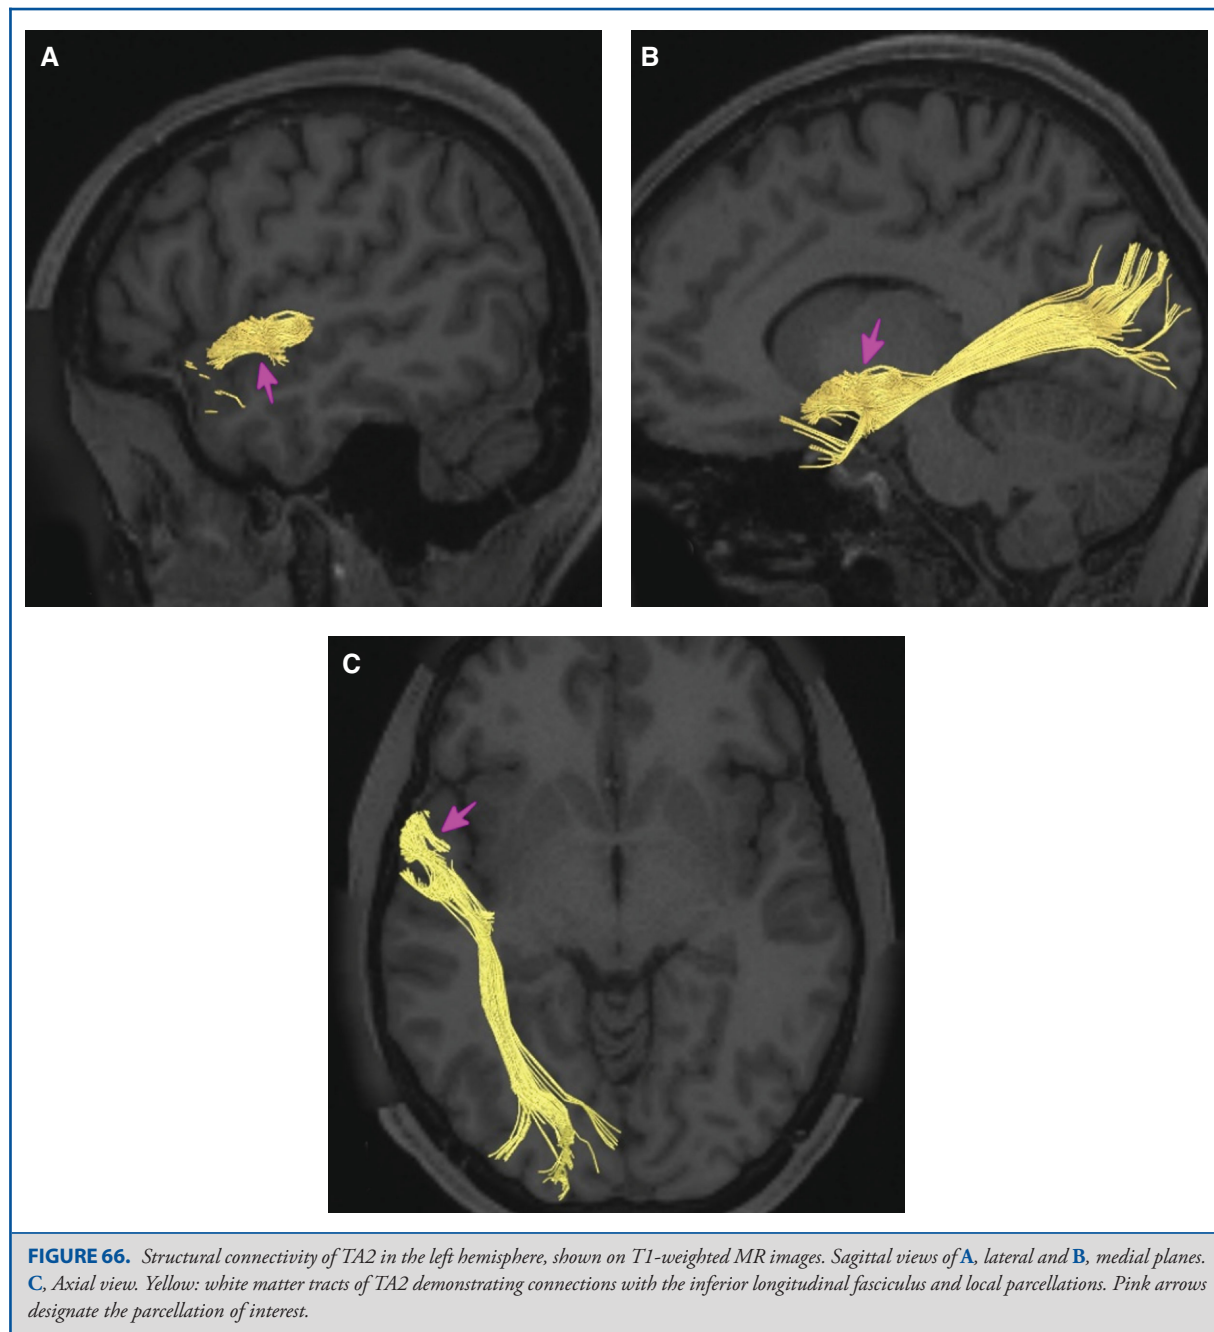 A
B
C
FIGURE 66. Structural connectivity of TA2 in the left hemisphere, shown on T1-weighted MR images. Sagittal views of A, lateral and B, medial planes.
C, Axial view. Yellow: white matter tracts of TA2 demonstrating connections with the inferior longitudinal fasciculus and local parcellations. Pink arrows
designate the parcellation of interest.